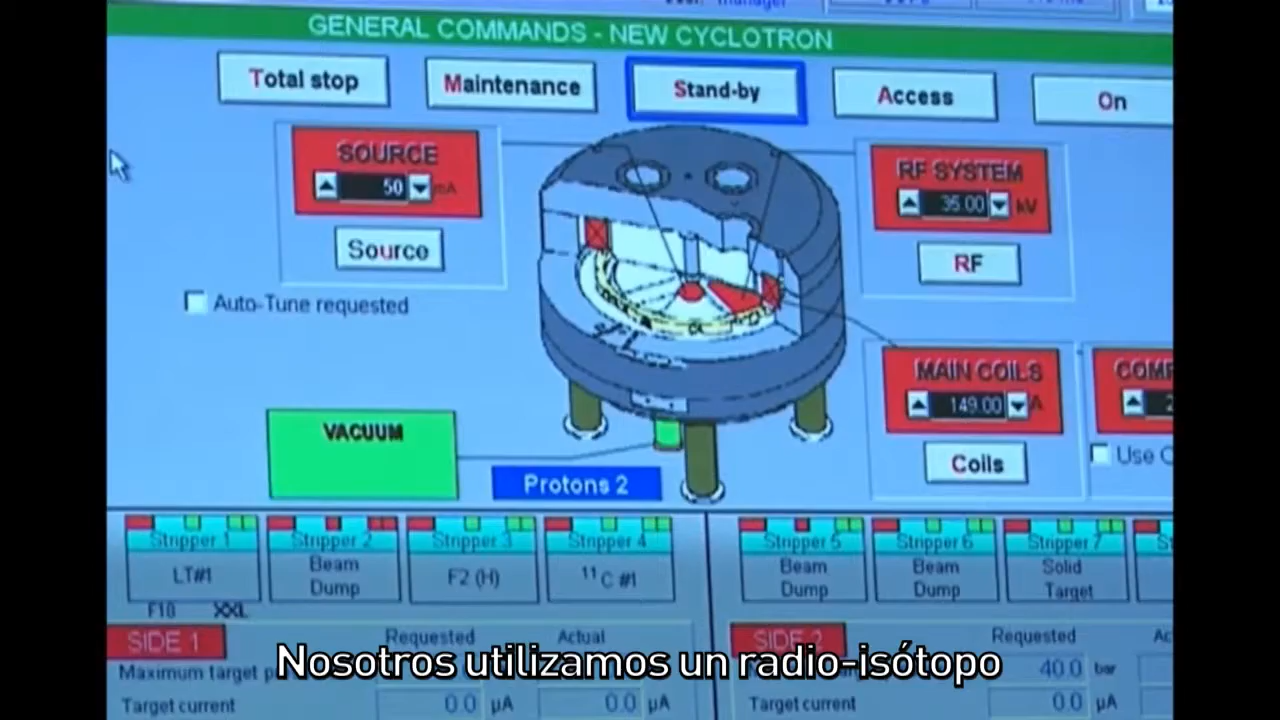 manager
GENERAL COMMANDS - NEW CYCLOTRON
Total stop
Maintenance
Stand-by
Access
On
SOURCE
50 mA
Source
Auto-Tune requested
RF SYSTEM
35.00 kV
RF
MAIN COILS
149.00 A
Coils
VACUUM
Protons 2
Stripper 1
LT#1
F18 XXL
Stripper 2
Beam
Dump
Stripper 3
F2 (H)
Stripper 4
11C #1
Stripper 5
Beam
Dump
Stripper 6
Beam
Dump
Stripper 7
Solid
Target
SIDE 1
Requested Actual
Maximum target
Target current 0.0 µA 0.0 µA
SIDE 2
Requested
40.0 bar
Target current 0.0 µA
Nosotros utilizamos un radio-isótopo